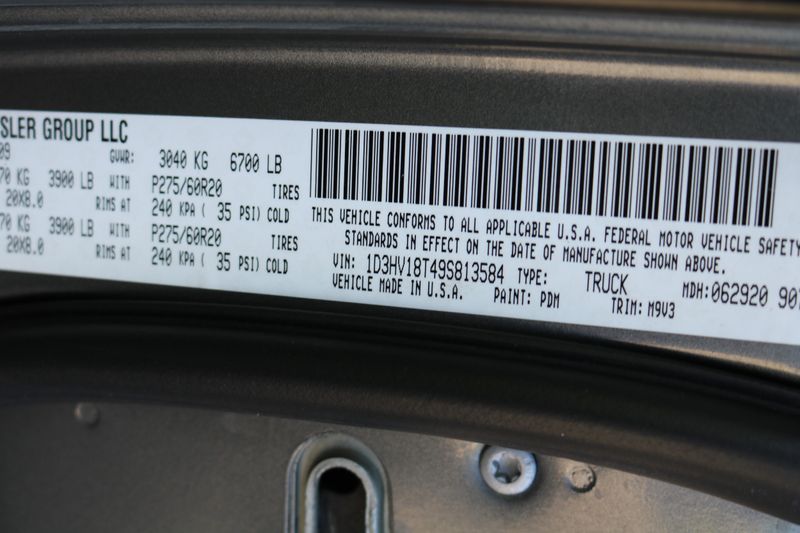 SLER GROUP LLC
09 GVWR: 3040 KG 6700 LB
70 KG 3900 LB WITH P275/60R20 TIRES
20X8.0 RIMS AT 240 KPA ( 35 PSI) COLD
70 KG 3900 LB WITH P275/60R20 TIRES
20X8.0 RIMS AT 240 KPA ( 35 PSI) COLD
THIS VEHICLE CONFORMS TO ALL APPLICABLE U.S.A. FEDERAL MOTOR VEHICLE SAFETY
STANDARDS IN EFFECT ON THE DATE OF MANUFACTURE SHOWN ABOVE.
VIN: 1D3HV18T49S813584 TYPE: TRUCK MDH: 062920 907
VEHICLE MADE IN U.S.A. PAINT: PDM TRIM: M9V3